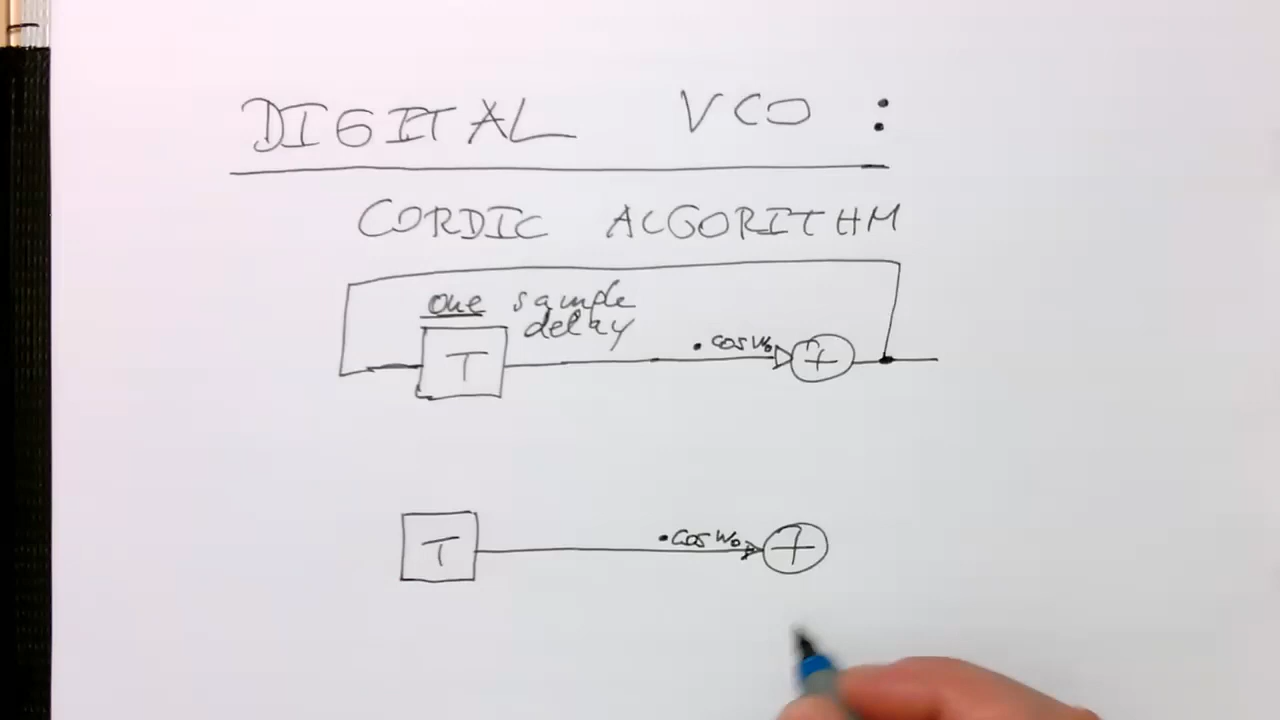 DIGITAL VCO :
CORDIC ALGORITHM
one sample
delay
T
· cos w₀
+
T
· cos w₀
+